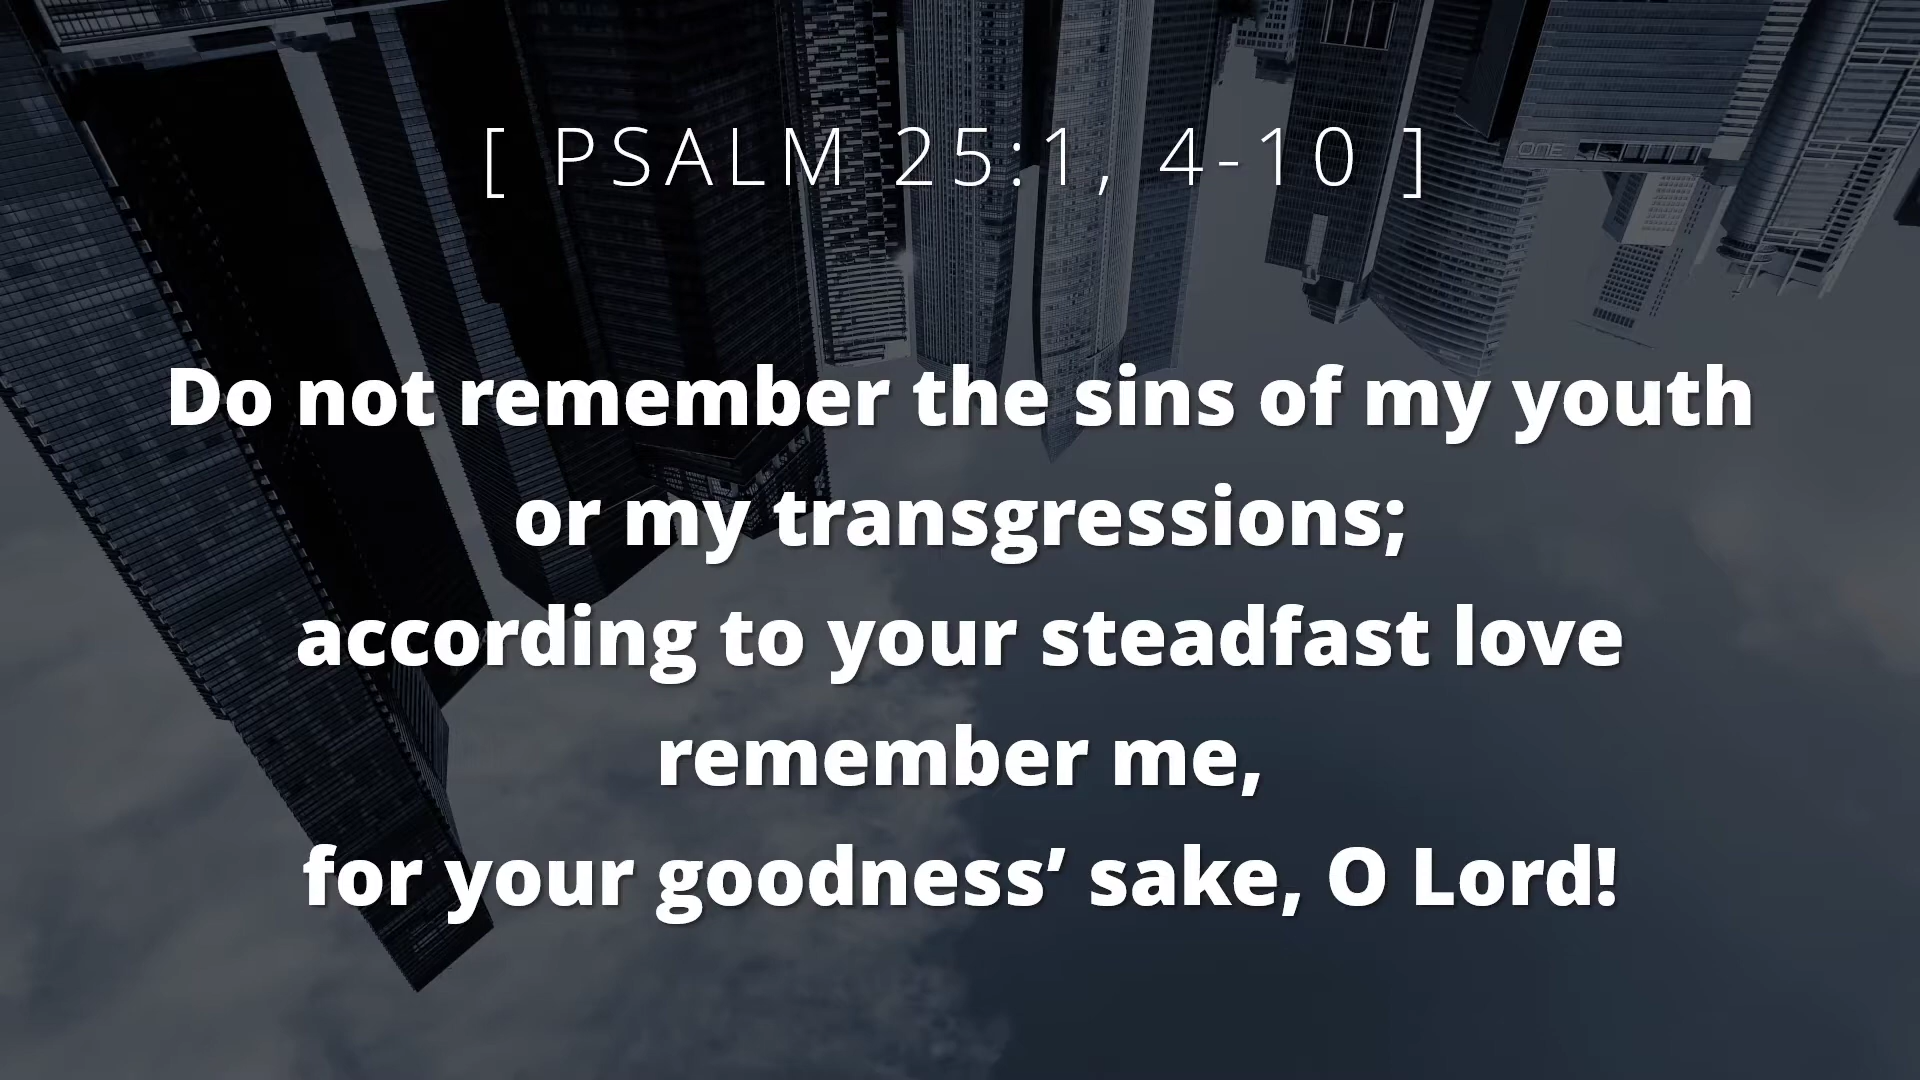 [ PSALM 25:1, 4-10 ]
Do not remember the sins of my youth
or my transgressions;
according to your steadfast love
remember me,
for your goodness’ sake, O Lord!